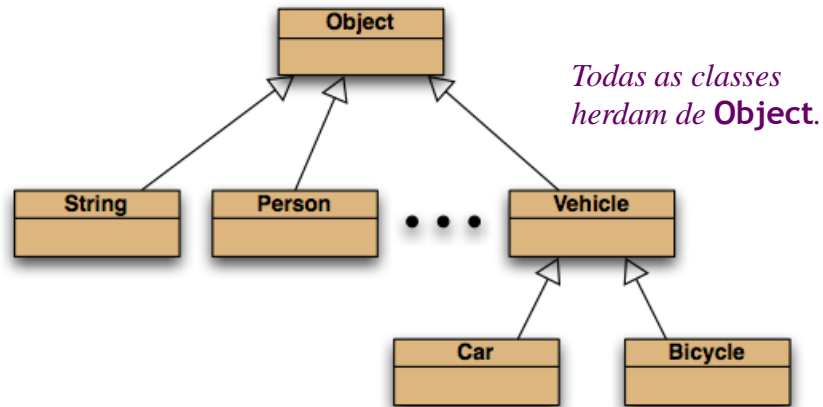 Object
Todas as classes
herdam de Object.
String
Person
Vehicle
Car
Bicycle